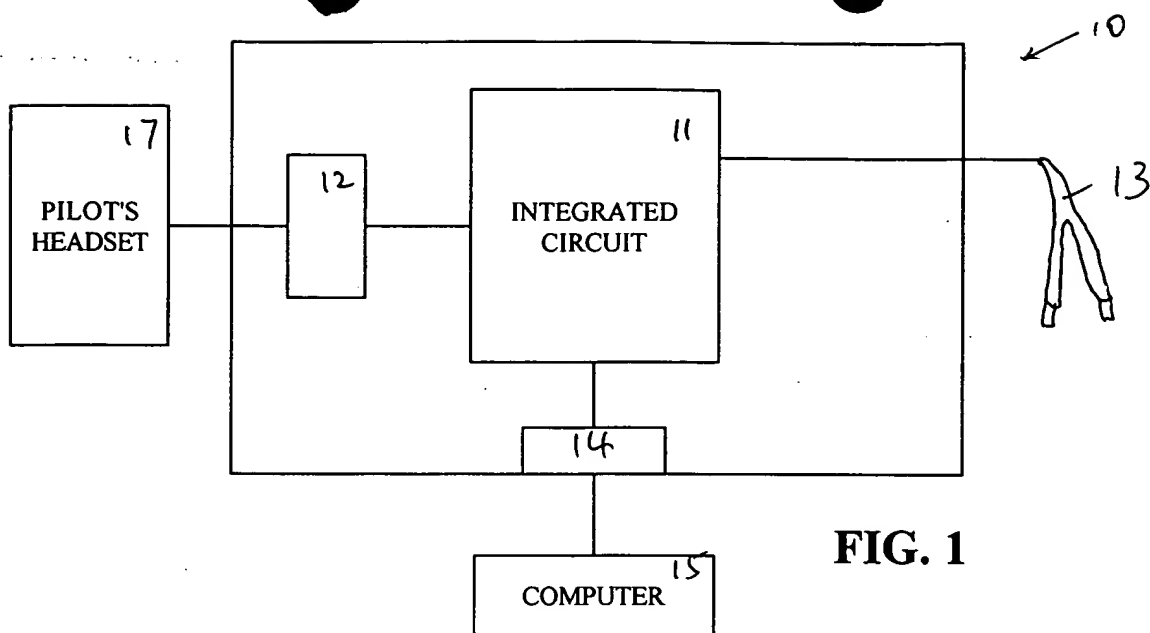 10
17
PILOT'S
HEADSET
12
11
INTEGRATED
CIRCUIT
13
14
FIG. 1
15
COMPUTER